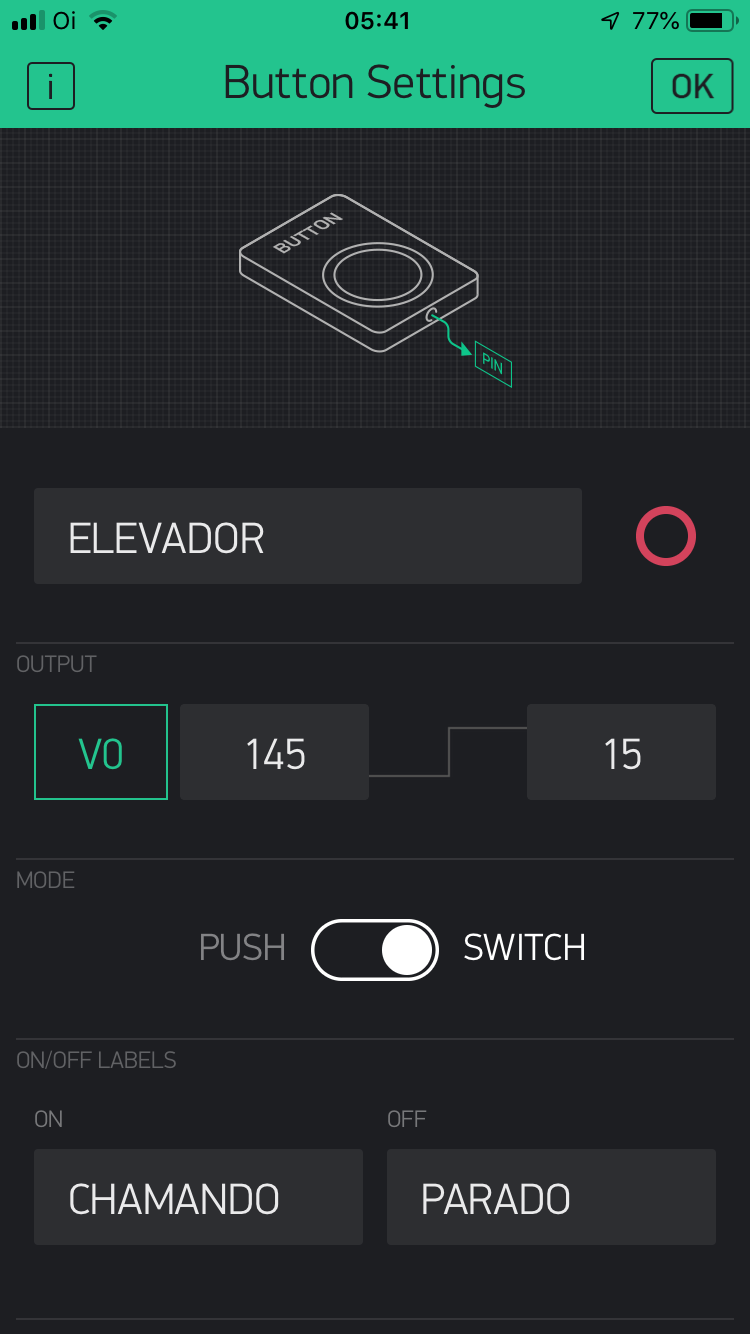 Oi 05:41 77%
i Button Settings OK
BUTTON
PIN
ELEVADOR
OUTPUT
V0 145 15
MODE
PUSH SWITCH
ON/OFF LABELS
ON OFF
CHAMANDO PARADO